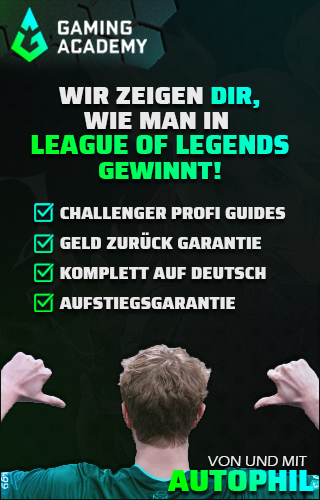 GAMING
ACADEMY
WIR ZEIGEN DIR,
WIE MAN IN
LEAGUE OF LEGENDS
GEWINNT!
CHALLENGER PROFI GUIDES
GELD ZURÜCK GARANTIE
KOMPLETT AUF DEUTSCH
AUFSTIEGSGARANTIE
VON UND MIT
AUTOPHIL